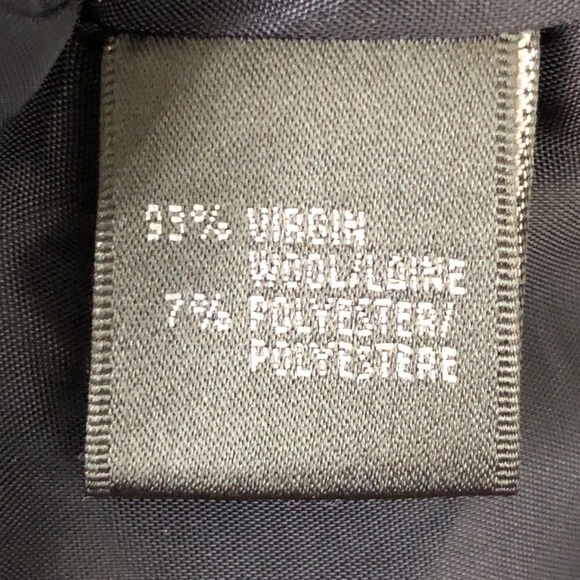 93% VIRGIN
WOOL/LAINE
7% POLYESTER/
POLYESTERE